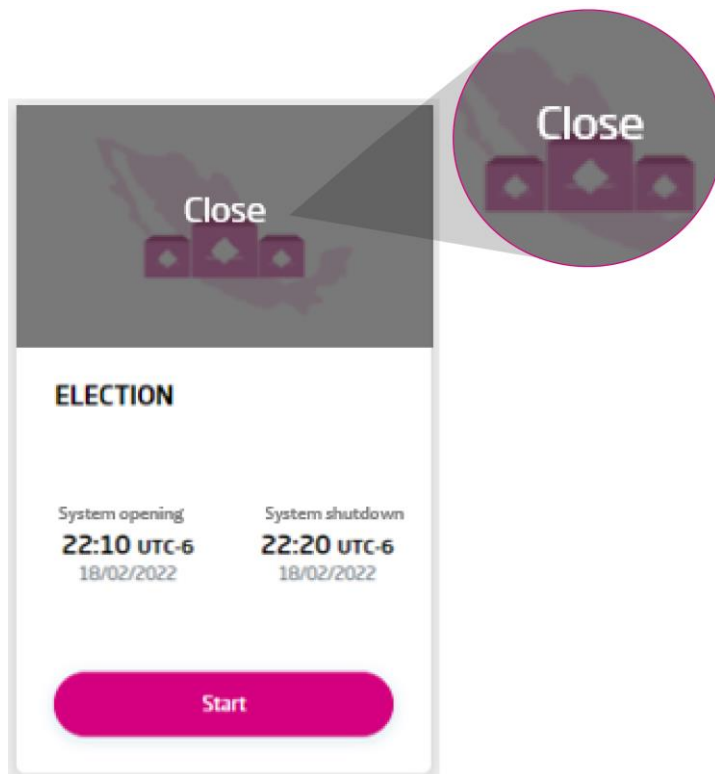 Close
Close
ELECTION
System opening System shutdown
22:10 UTC-6 22:20 UTC-6
18/02/2022 18/02/2022
Start